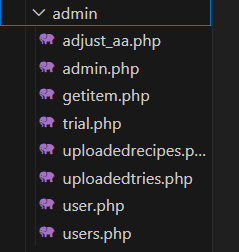 admin
adjust_aa.php
admin.php
getitem.php
trial.php
uploadedrecipes.p...
uploadedtries.php
user.php
users.php